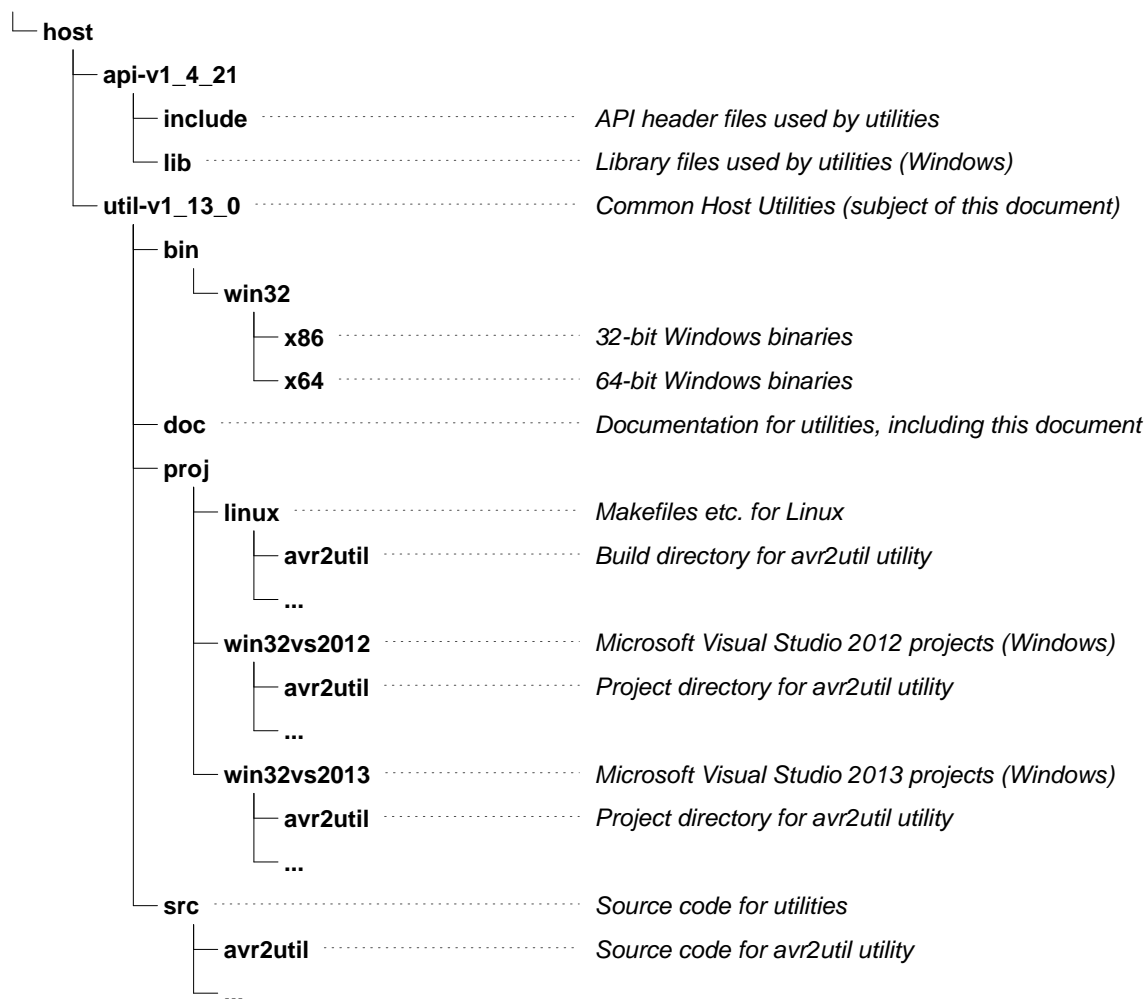 host
api-v1_4_21
include API header files used by utilities
lib Library files used by utilities (Windows)
util-v1_13_0 Common Host Utilities (subject of this document)
bin
win32
x86 32-bit Windows binaries
x64 64-bit Windows binaries
doc Documentation for utilities, including this document
proj
linux Makefiles etc. for Linux
avr2util Build directory for avr2util utility
...
win32vs2012 Microsoft Visual Studio 2012 projects (Windows)
avr2util Project directory for avr2util utility
...
win32vs2013 Microsoft Visual Studio 2013 projects (Windows)
avr2util Project directory for avr2util utility
...
src Source code for utilities
avr2util Source code for avr2util utility
...